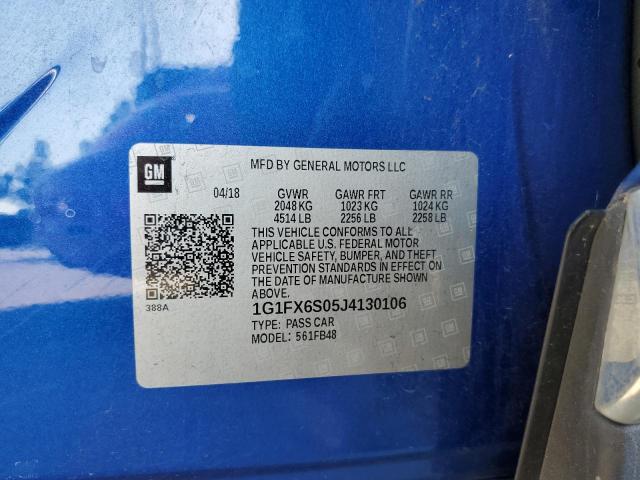 GM
MFD BY GENERAL MOTORS LLC
04/18 GVWR GAWR FRT GAWR RR
2048 KG 1023 KG 1024 KG
4514 LB 2256 LB 2258 LB
THIS VEHICLE CONFORMS TO ALL
APPLICABLE U.S. FEDERAL MOTOR
VEHICLE SAFETY, BUMPER, AND THEFT
PREVENTION STANDARDS IN EFFECT ON
THE DATE OF MANUFACTURE SHOWN
ABOVE.
388A
1G1FX6S05J4130106
TYPE: PASS CAR
MODEL: 561FB48